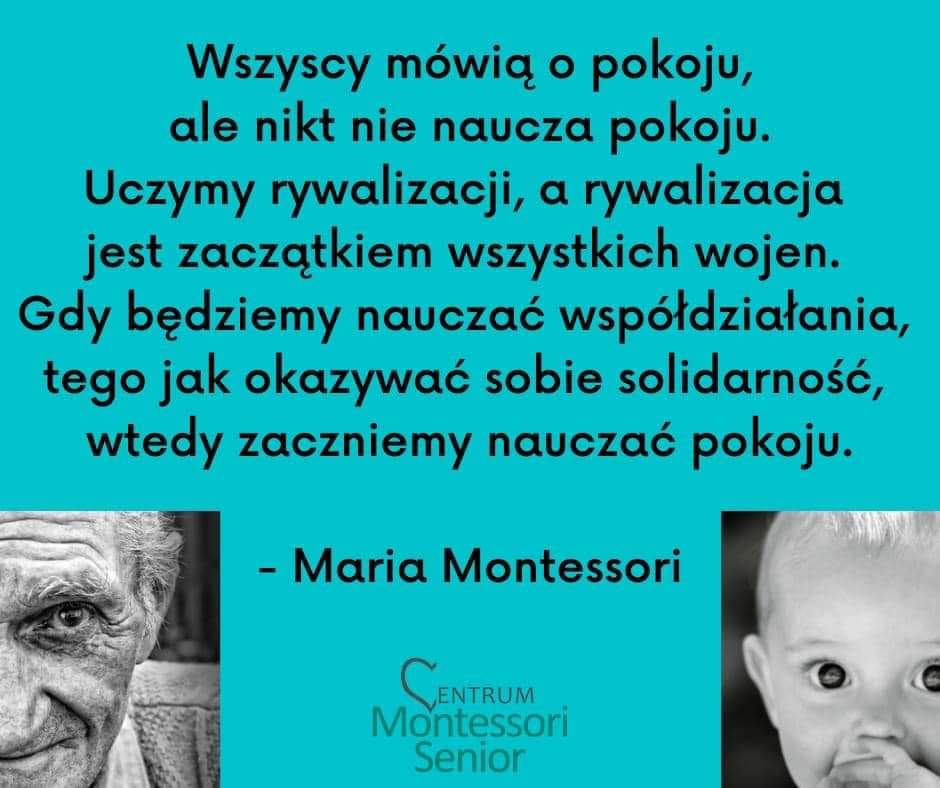 Wszyscy mówią o pokoju,
ale nikt nie naucza pokoju.
Uczymy rywalizacji, a rywalizacja
jest zaczątkiem wszystkich wojen.
Gdy będziemy nauczać współdziałania,
tego jak okazywać sobie solidarność,
wtedy zaczniemy nauczać pokoju.
- Maria Montessori
CENTRUM
Montessori
Senior